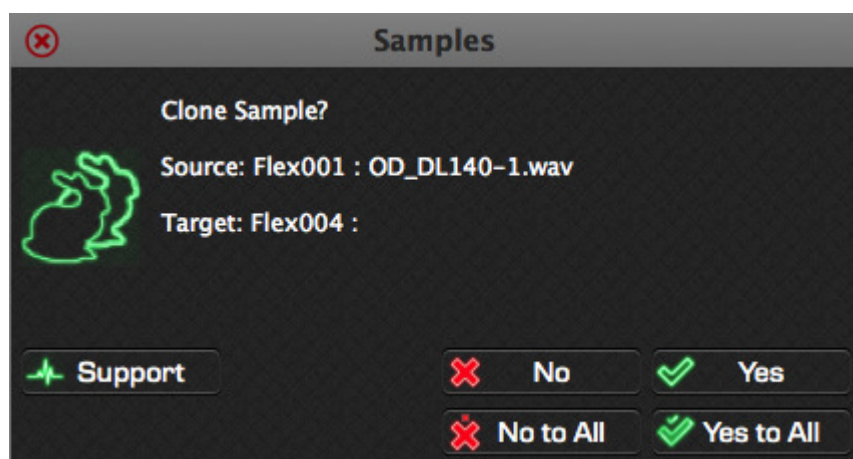 Samples
Clone Sample?
Source: Flex001 : OD_DL140-1.wav
Target: Flex004 :
Support
No
Yes
No to All
Yes to All